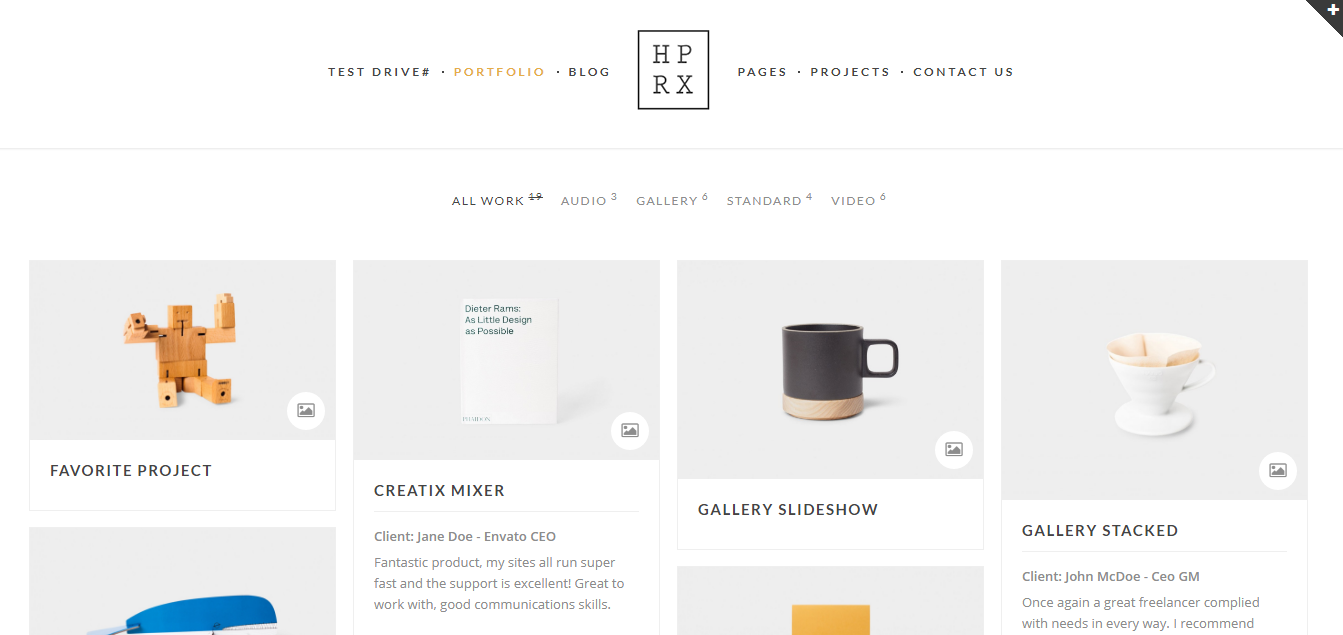 TEST DRIVE# · PORTFOLIO · BLOG
H P
R X
PAGES · PROJECTS · CONTACT US
ALL WORK 19 AUDIO 3 GALLERY 6 STANDARD 4 VIDEO 6
FAVORITE PROJECT
Dieter Rams:
As Little Design
as Possible
CREATIX MIXER
Client: Jane Doe - Envato CEO
Fantastic product, my sites all run super
fast and the support is excellent! Great to
work with, good communications skills.
GALLERY SLIDESHOW
GALLERY STACKED
Client: John McDoe - Ceo GM
Once again a great freelancer complied
with needs in every way. I recommend